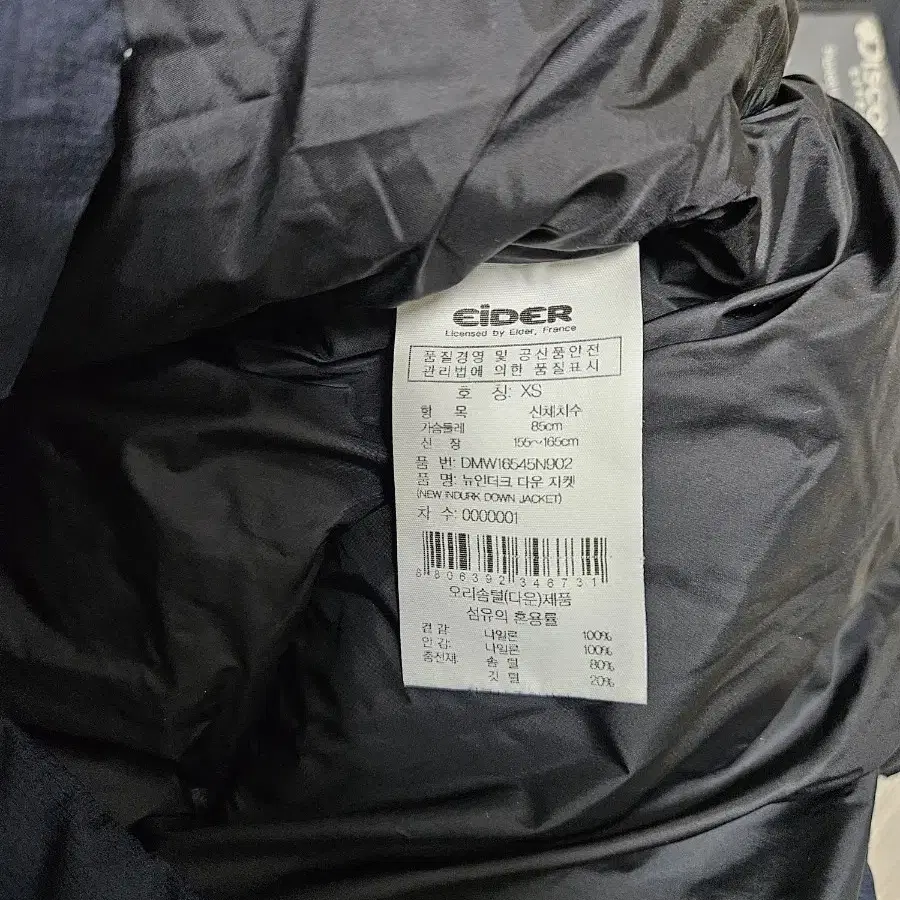 EIDER
Licensed by Eider, France
품질경영 및 공산품안전
관리법에 의한 품질표시
호 칭: XS
항 목 신체치수
가슴둘레 85cm
신 장 155~165cm
품 번: DMW16545N902
품 명: 뉴인더크 다운 자켓
(NEW INDURK DOWN JACKET)
차 수: 0000001
8 806392 346731
오리솜털(다운)제품
섬유의 혼용률
겉감 나일론 100%
안감: 나일론 100%
충전재: 솜 털 80%
깃 털 20%